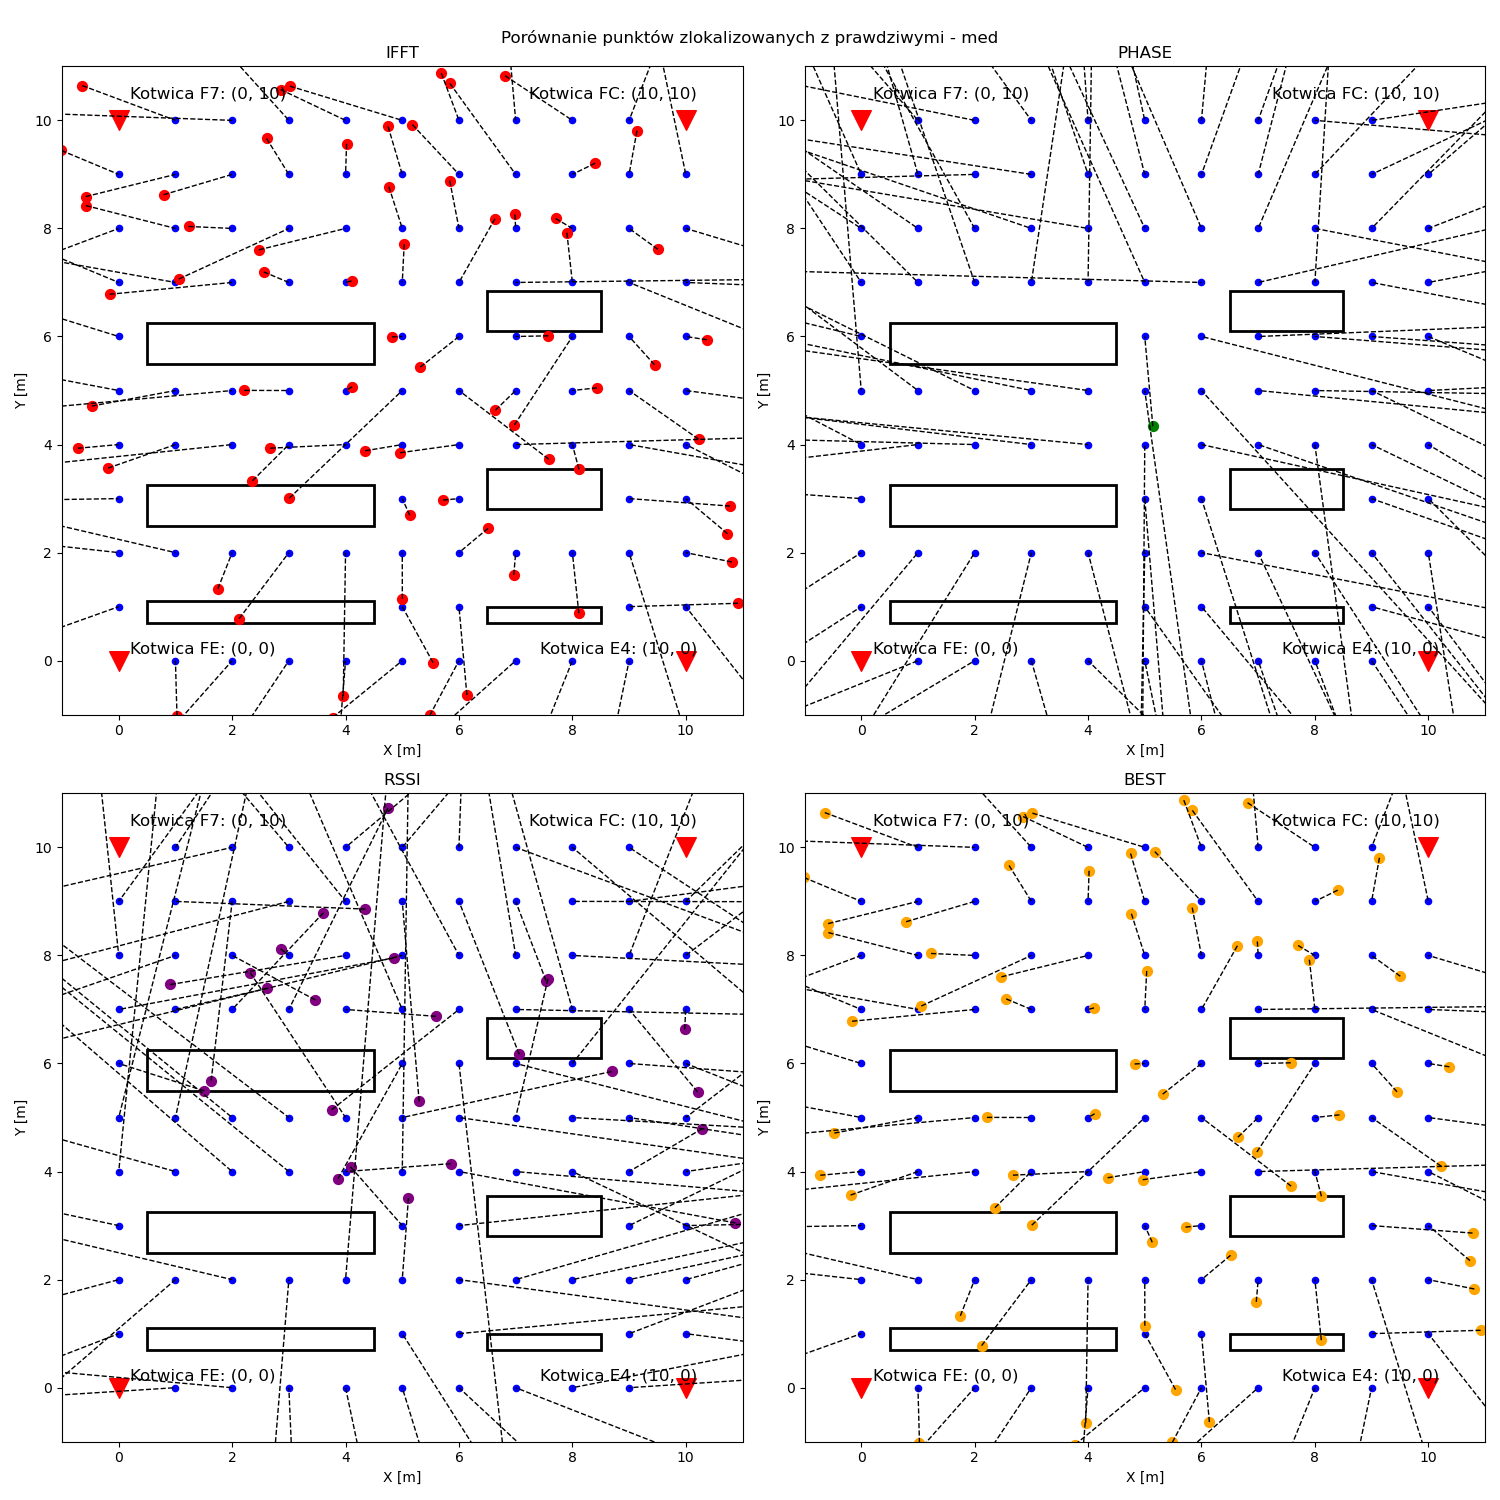 Porównanie punktów zlokalizowanych z prawdziwymi - med
IFFT
Kotwica F7: (0, 10)
Kotwica FC: (10, 10)
Kotwica FE: (0, 0)
Kotwica E4: (10, 0)
Y [m]
10
8
6
4
2
0
0 2 4 6 8 10
X [m]
PHASE
Kotwica F7: (0, 10)
Kotwica FC: (10, 10)
Kotwica FE: (0, 0)
Kotwica E4: (10, 0)
Y [m]
10
8
6
4
2
0
0 2 4 6 8 10
X [m]
RSSI
Kotwica F7: (0, 10)
Kotwica FC: (10, 10)
Kotwica FE: (0, 0)
Kotwica E4: (10, 0)
Y [m]
10
8
6
4
2
0
0 2 4 6 8 10
X [m]
BEST
Kotwica F7: (0, 10)
Kotwica FC: (10, 10)
Kotwica FE: (0, 0)
Kotwica E4: (10, 0)
Y [m]
10
8
6
4
2
0
0 2 4 6 8 10
X [m]